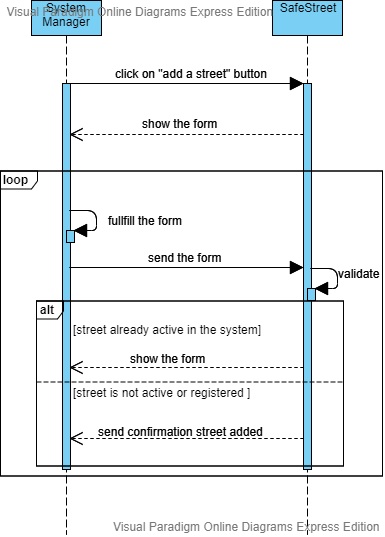 Visual Paradigm Online Diagrams Express Edition
System
Manager
SafeStreet
click on "add a street" button
show the form
loop
fullfill the form
send the form
validate
alt
[street already active in the system]
show the form
[street is not active or registered ]
send confirmation street added
Visual Paradigm Online Diagrams Express Edition